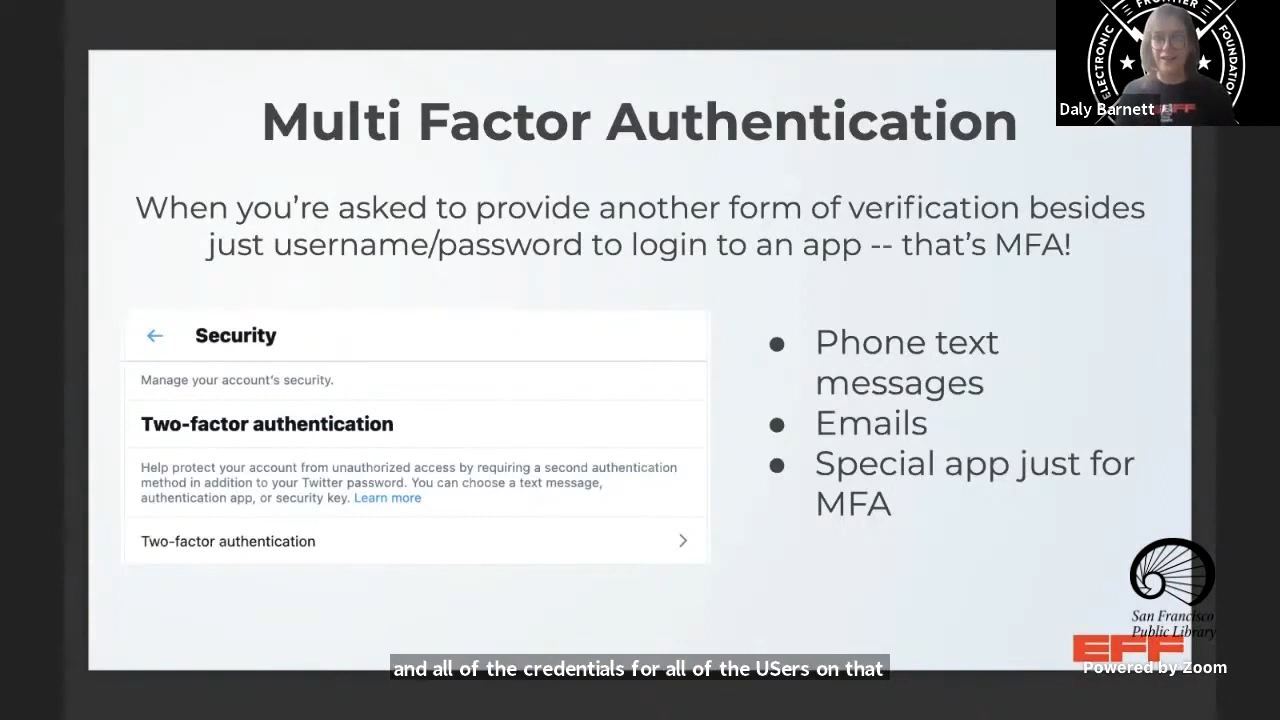 FRONTIER
ELECTRONIC
FOUNDATION
Daly Barnett
EFF
Multi Factor Authentication
When you're asked to provide another form of verification besides
just username/password to login to an app -- that's MFA!
Security
Manage your account's security.
Two-factor authentication
Help protect your account from unauthorized access by requiring a second authentication
method in addition to your Twitter password. You can choose a text message,
authentication app, or security key. Learn more
Two-factor authentication
● Phone text
messages
● Emails
● Special app just for
MFA
San Francisco
Public Library
EFF
Powered by Zoom
and all of the credentials for all of the USers on that